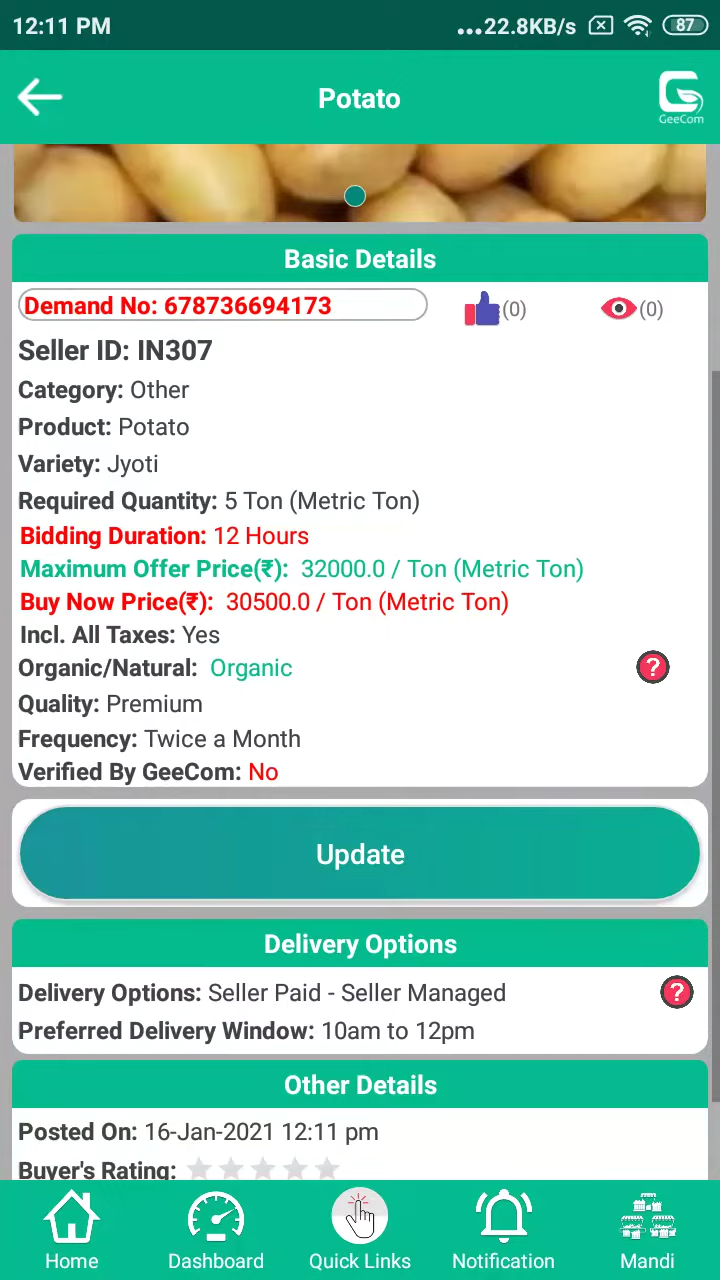 12:11 PM
...22.8KB/s
87
Potato
GeeCom
Basic Details
Demand No: 678736694173
(0)
(0)
Seller ID: IN307
Category: Other
Product: Potato
Variety: Jyoti
Required Quantity: 5 Ton (Metric Ton)
Bidding Duration: 12 Hours
Maximum Offer Price(₹): 32000.0 / Ton (Metric Ton)
Buy Now Price(₹): 30500.0 / Ton (Metric Ton)
Incl. All Taxes: Yes
Organic/Natural: Organic
?
Quality: Premium
Frequency: Twice a Month
Verified By GeeCom: No
Update
Delivery Options
Delivery Options: Seller Paid - Seller Managed
?
Preferred Delivery Window: 10am to 12pm
Other Details
Posted On: 16-Jan-2021 12:11 pm
Buyer's Rating:
Home
Dashboard
Quick Links
Notification
Mandi